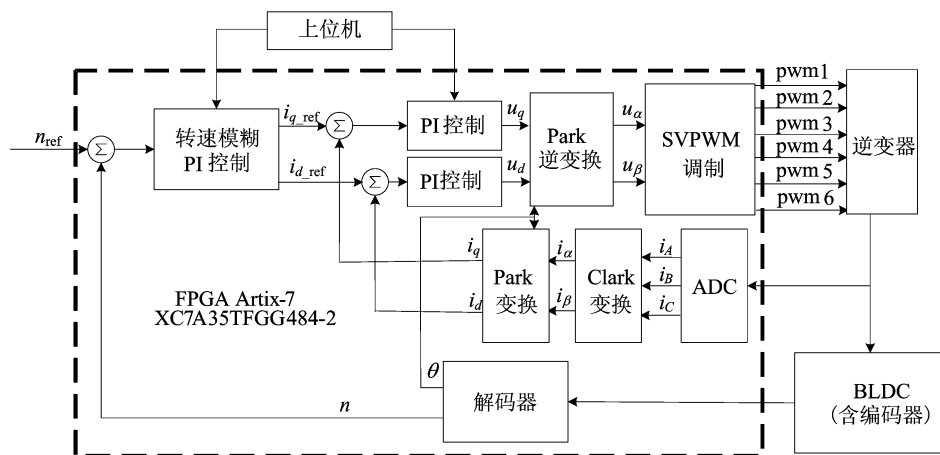 上位机
n_ref
Σ
转速模糊
PI 控制
i_q_ref
i_d_ref
Σ
Σ
PI 控制
PI控制
u_q
u_d
Park
逆变换
u_α
u_β
SVPWM
调制
pwm1
pwm 2
pwm 3
pwm 4
pwm 5
pwm 6
逆变器
i_q
i_d
Park
变换
i_α
i_β
Clark
变换
i_A
i_B
i_C
ADC
FPGA Artix-7
XC7A35TFGG484-2
θ
n
解码器
BLDC
（含编码器）